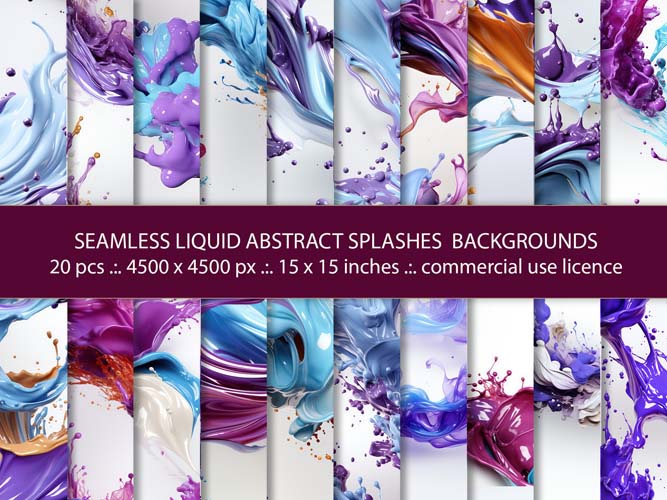 SEAMLESS LIQUID ABSTRACT SPLASHES BACKGROUNDS
20 pcs .:. 4500 x 4500 px .:. 15 x 15 inches .:. commercial use licence